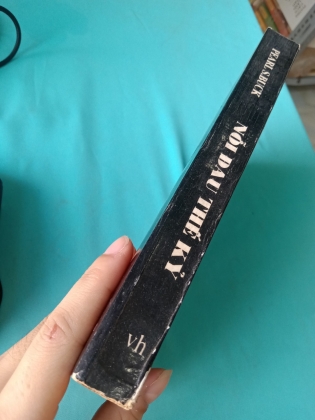 PEARL S.BUCK
NỖI ĐAU THẾ KỶ
vh